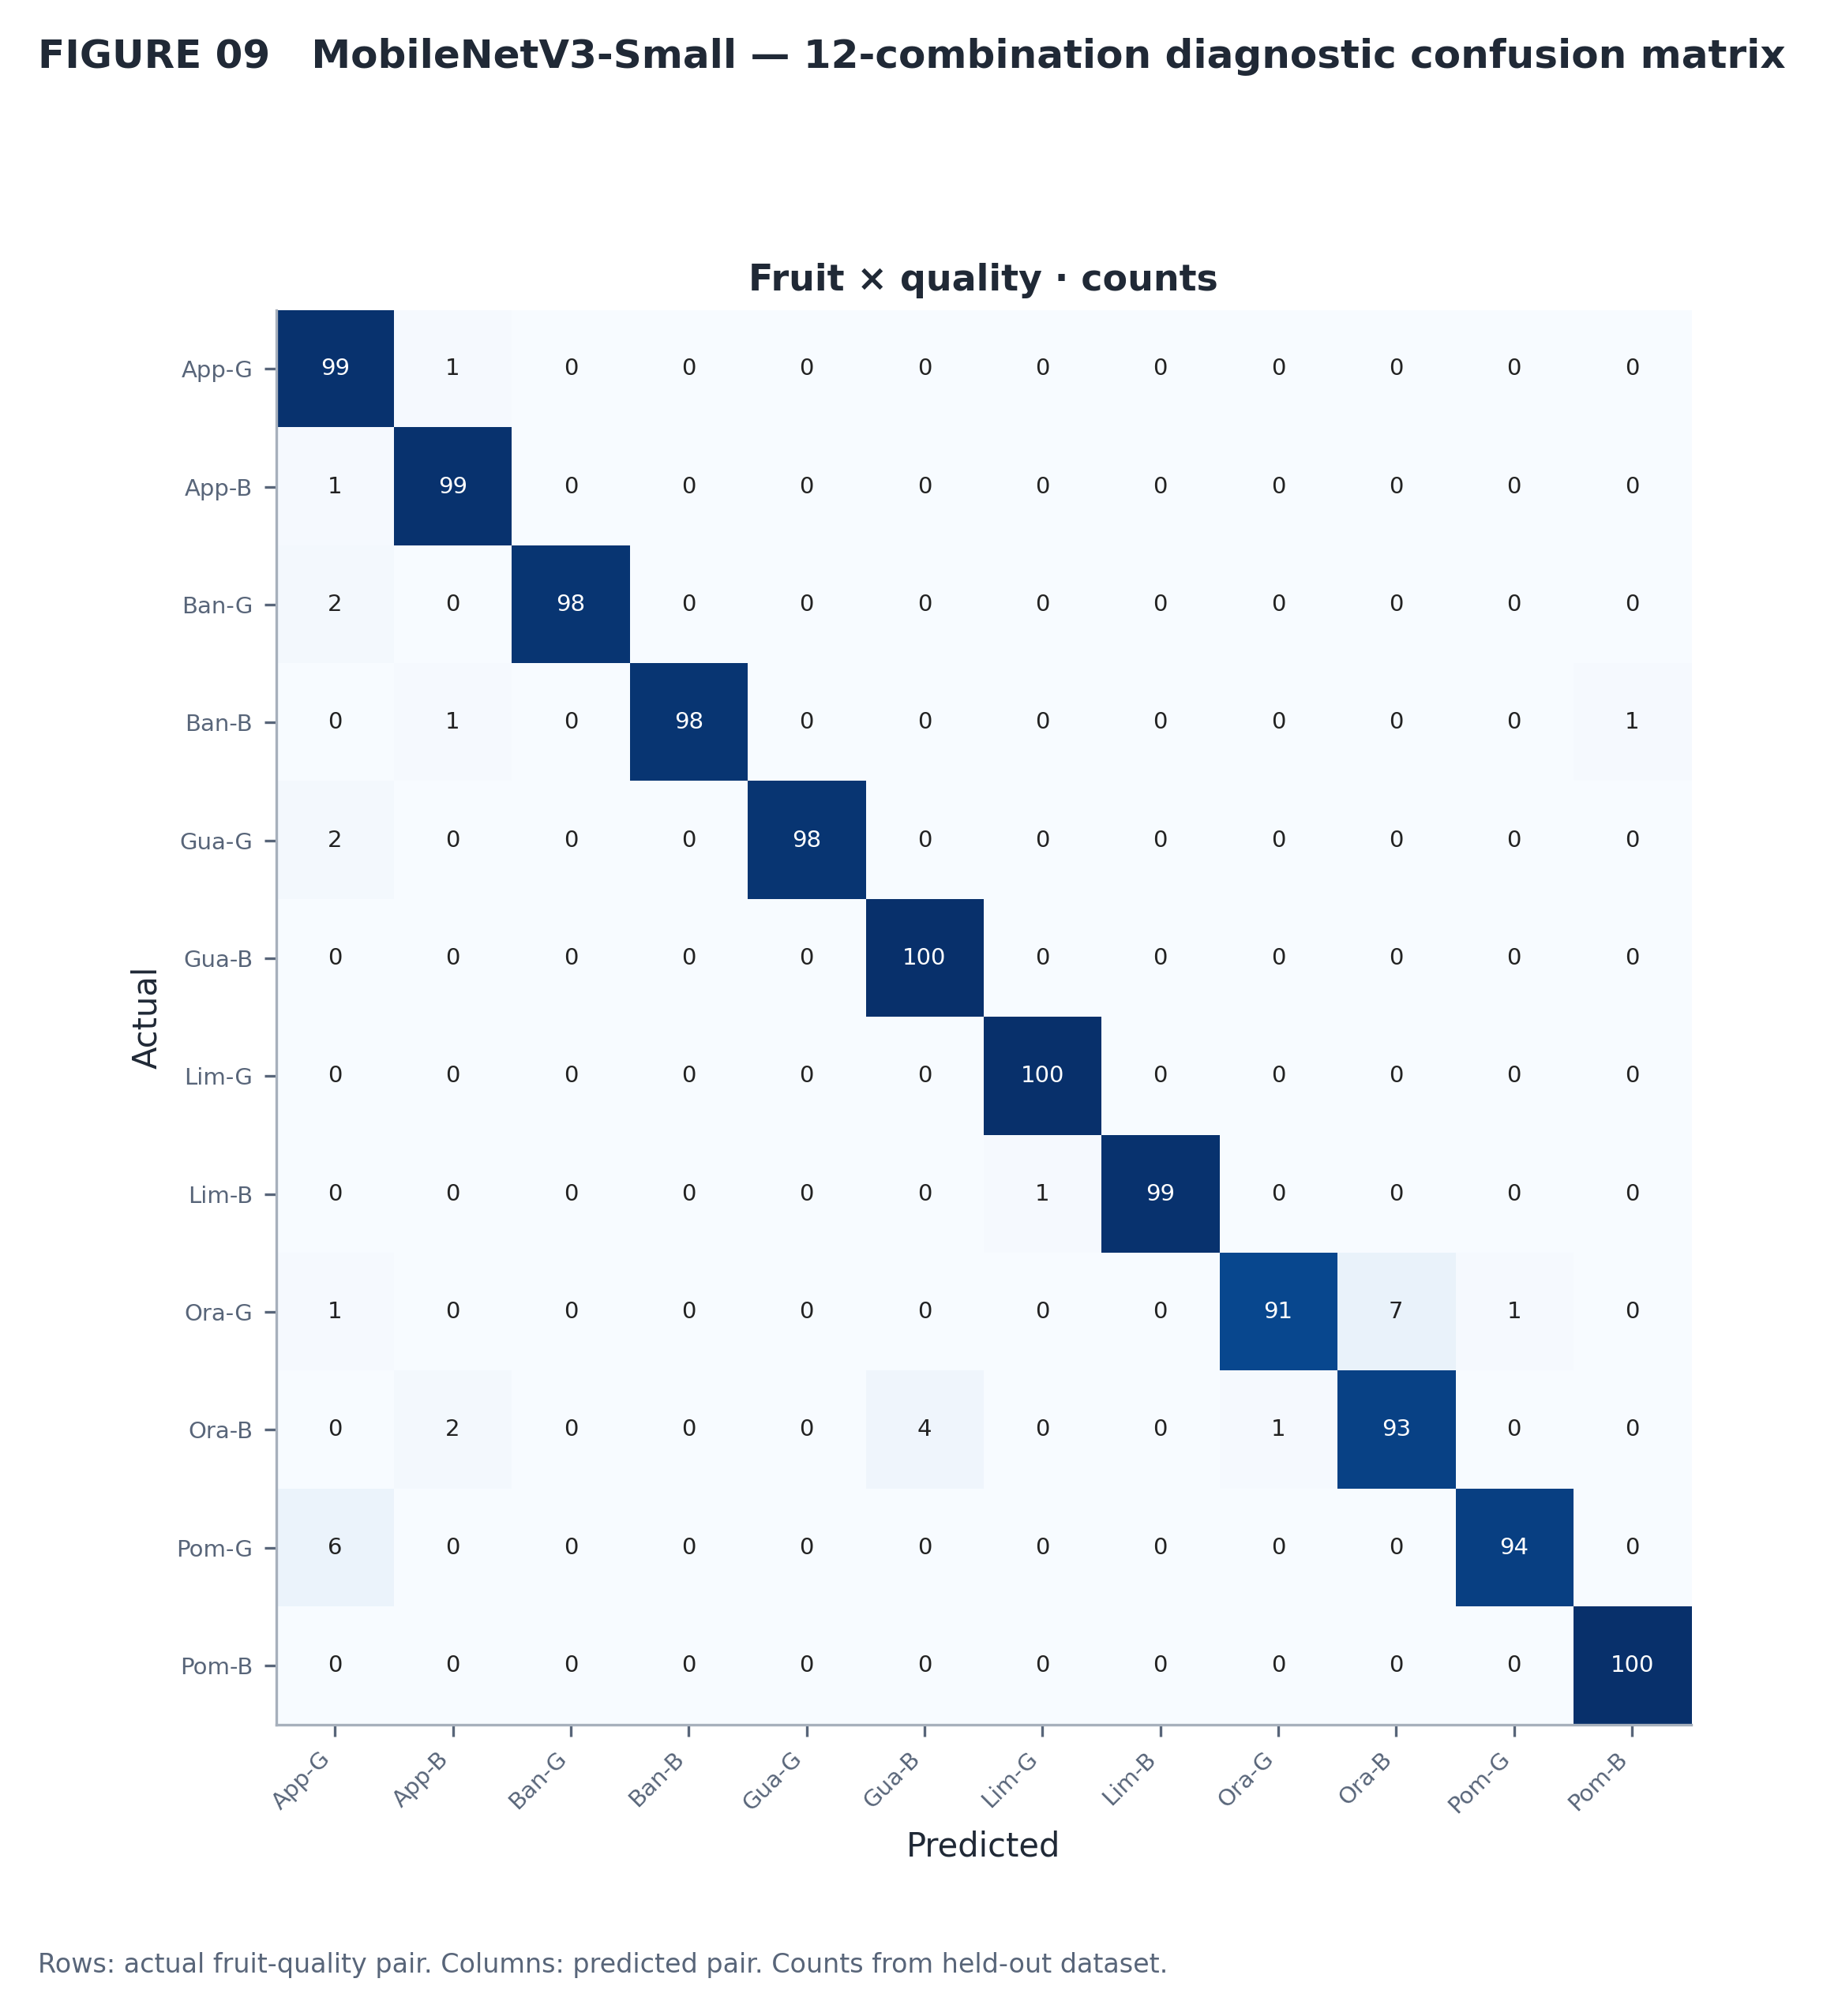 FIGURE 09   MobileNetV3-Small — 12-combination diagnostic confusion matrix
Fruit × quality · counts
App-G 99 1 0 0 0 0 0 0 0 0 0 0
App-B 1 99 0 0 0 0 0 0 0 0 0 0
Ban-G 2 0 98 0 0 0 0 0 0 0 0 0
Ban-B 0 1 0 98 0 0 0 0 0 0 0 1
Gua-G 2 0 0 0 98 0 0 0 0 0 0 0
Gua-B 0 0 0 0 0 100 0 0 0 0 0 0
Actual
Lim-G 0 0 0 0 0 0 100 0 0 0 0 0
Lim-B 0 0 0 0 0 0 1 99 0 0 0 0
Ora-G 1 0 0 0 0 0 0 0 91 7 1 0
Ora-B 0 2 0 0 0 4 0 0 1 93 0 0
Pom-G 6 0 0 0 0 0 0 0 0 0 94 0
Pom-B 0 0 0 0 0 0 0 0 0 0 0 100
App-G App-B Ban-G Ban-B Gua-G Gua-B Lim-G Lim-B Ora-G Ora-B Pom-G Pom-B
Predicted
Rows: actual fruit-quality pair. Columns: predicted pair. Counts from held-out dataset.